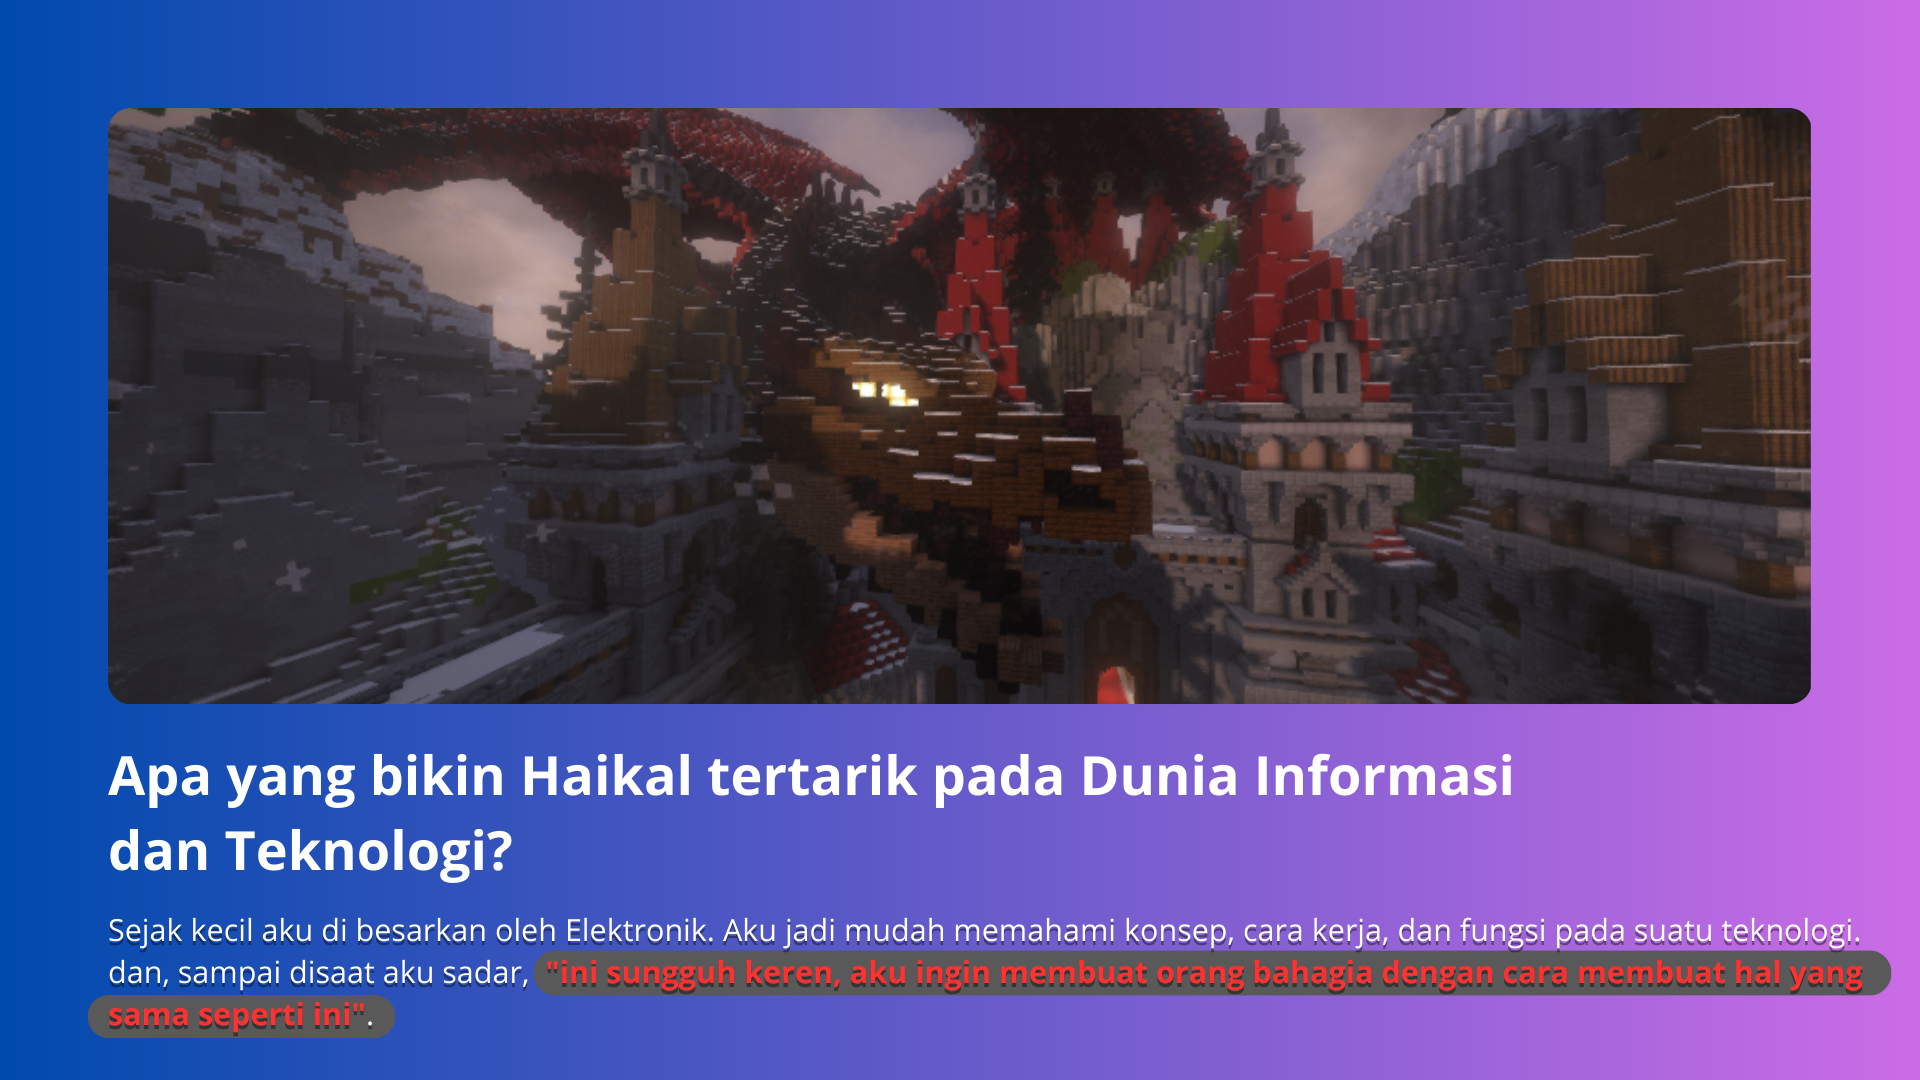 Apa yang bikin Haikal tertarik pada Dunia Informasi
dan Teknologi?
Sejak kecil aku di besarkan oleh Elektronik. Aku jadi mudah memahami konsep, cara kerja, dan fungsi pada suatu teknologi.
dan, sampai disaat aku sadar, "ini sungguh keren, aku ingin membuat orang bahagia dengan cara membuat hal yang
sama seperti ini".